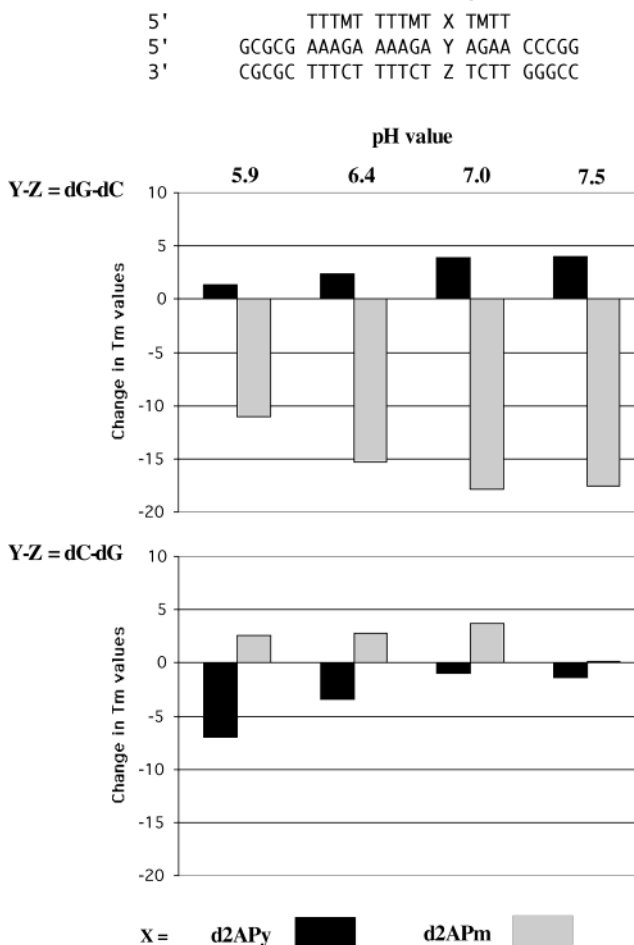 5' TTTMT TTTMT X TMTT
5' GCGCG AAAGA AAAGA Y AGAA CCCGG
3' CGCGC TTTCT TTTCT Z TCTT GGGCC
pH value
Y-Z = dG-dC 5.9 6.4 7.0 7.5
10
5
0
-5
-10
-15
-20
Change in Tm values
Y-Z = dC-dG
10
5
0
-5
-10
-15
-20
Change in Tm values
X = d2APy d2APm